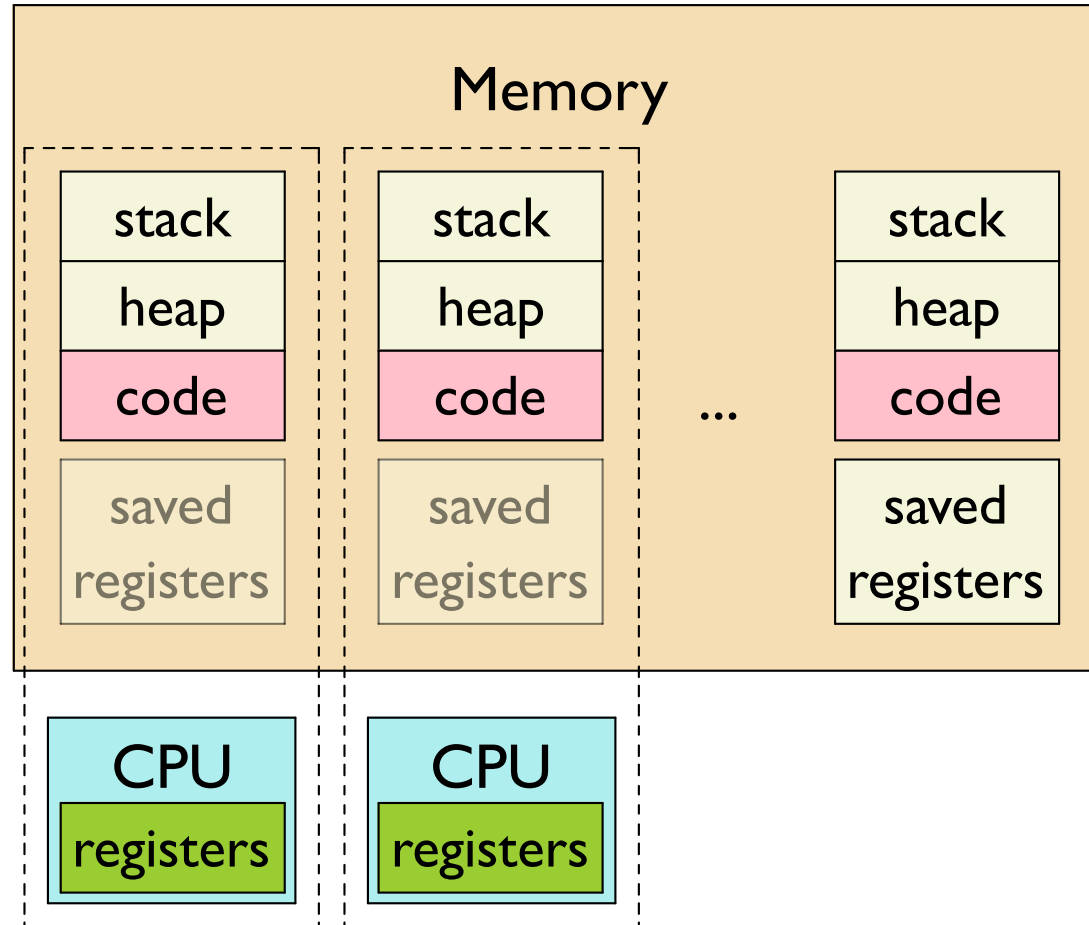 Memory
stack stack stack
heap heap heap
code code ... code
saved saved saved
registers registers registers
CPU CPU
registers registers